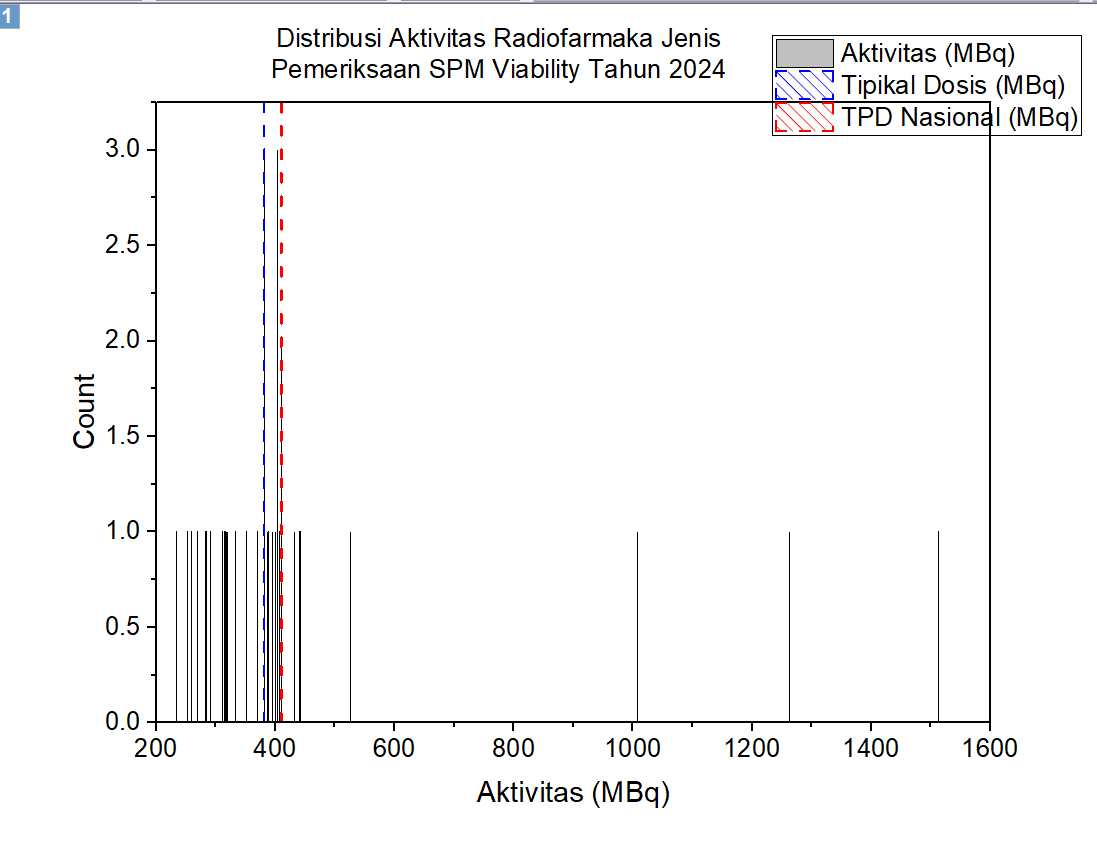 1
Distribusi Aktivitas Radiofarmaka Jenis
Pemeriksaan SPM Viability Tahun 2024
Aktivitas (MBq)
Tipikal Dosis (MBq)
TPD Nasional (MBq)
3.0
2.5
2.0
1.5
1.0
0.5
0.0
Count
200 400 600 800 1000 1200 1400 1600
Aktivitas (MBq)